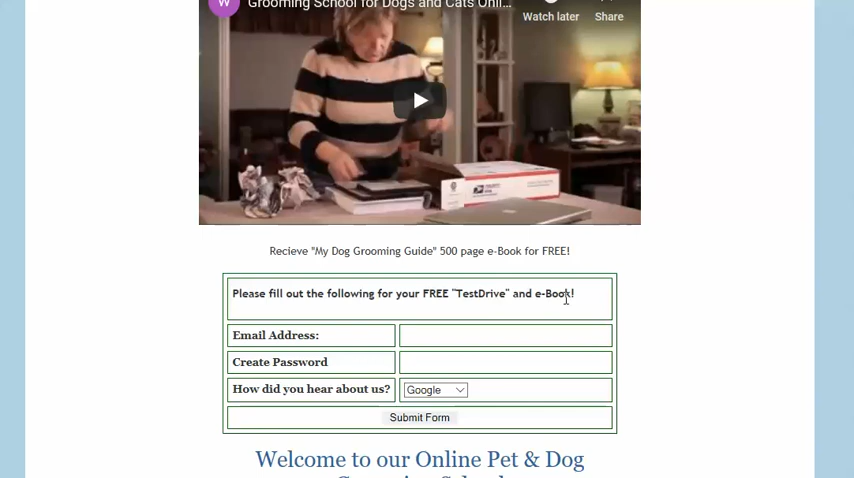 W Grooming School for Dogs and Cats Onli...
Watch later Share
Recieve "My Dog Grooming Guide" 500 page e-Book for FREE!
Please fill out the following for your FREE "TestDrive" and e-Book!
Email Address:
Create Password
How did you hear about us? Google
Submit Form
Welcome to our Online Pet & Dog